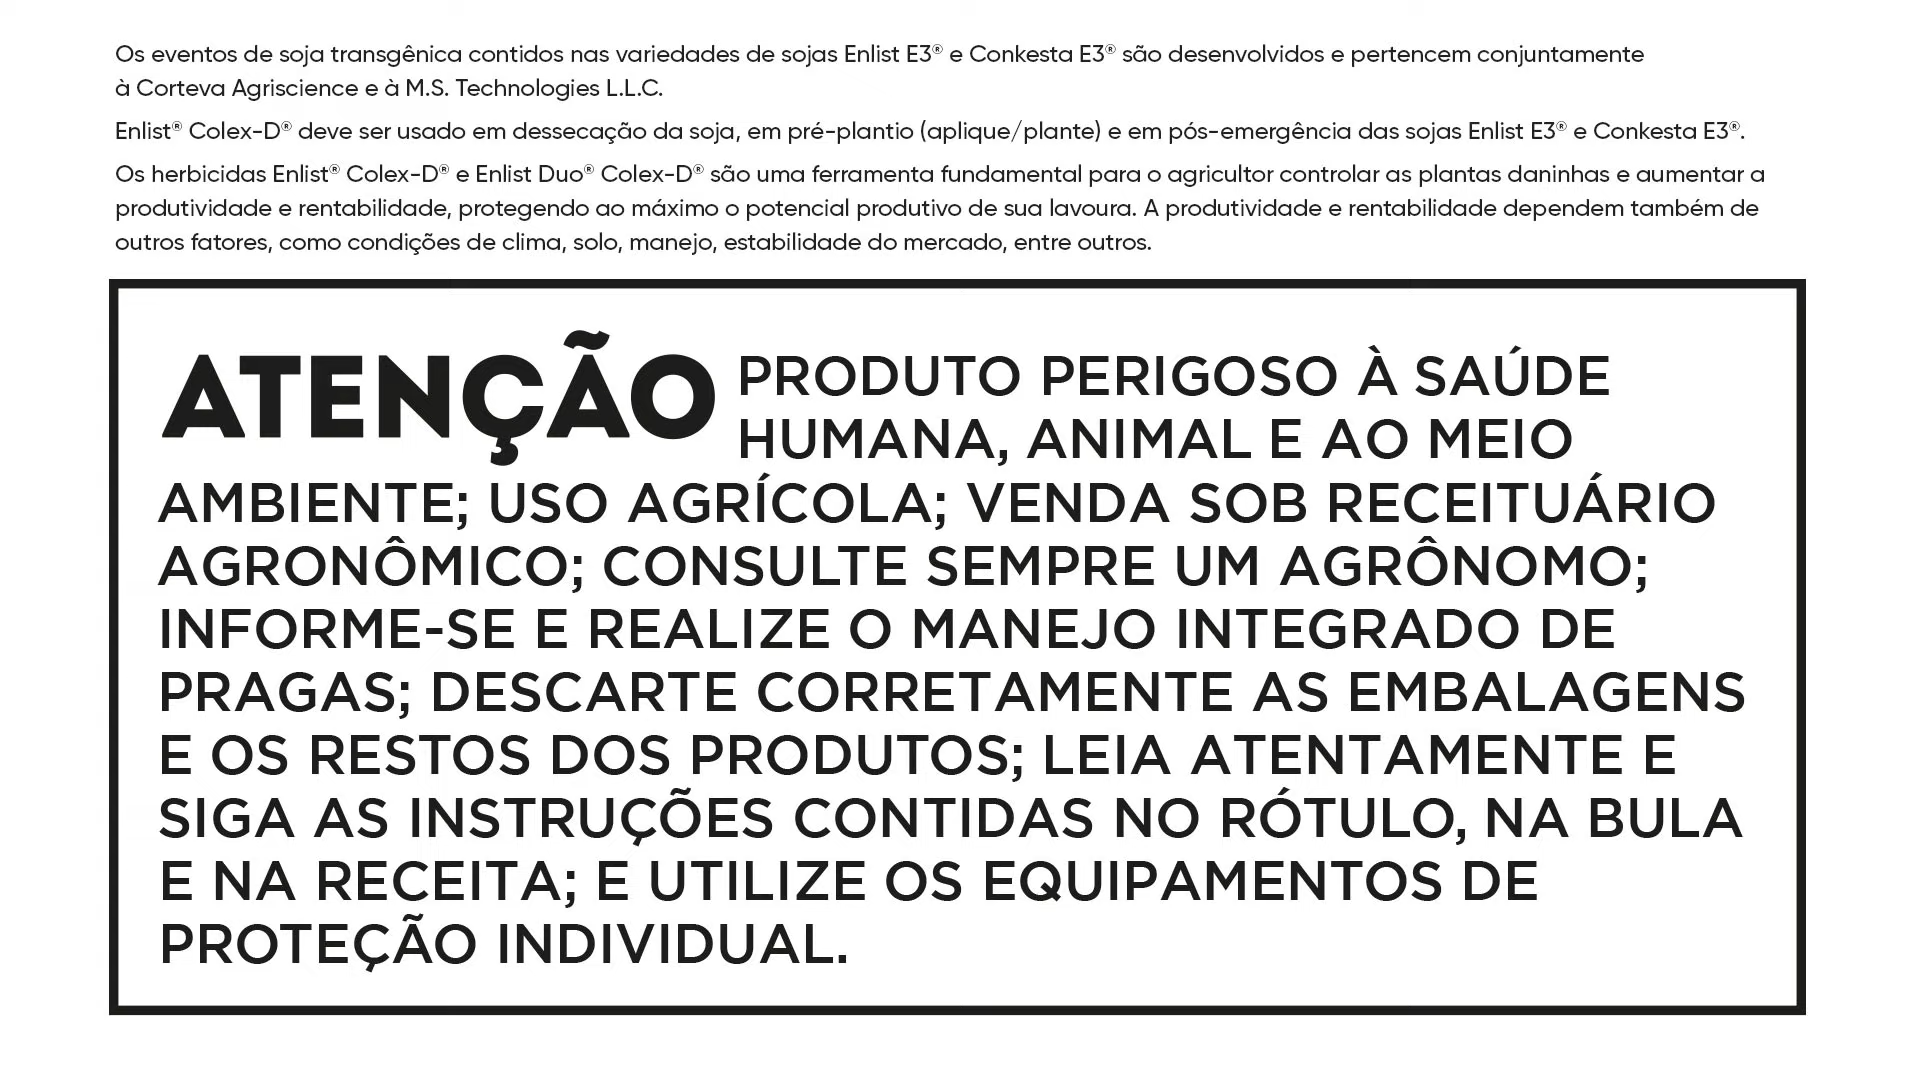 Os eventos de soja transgênica contidos nas variedades de sojas Enlist E3® e Conkesta E3® são desenvolvidos e pertencem conjuntamente
à Corteva Agriscience e à M.S. Technologies L.L.C.
Enlist® Colex-D® deve ser usado em dessecação da soja, em pré-plantio (aplique/plante) e em pós-emergência das sojas Enlist E3® e Conkesta E3®.
Os herbicidas Enlist® Colex-D® e Enlist Duo® Colex-D® são uma ferramenta fundamental para o agricultor controlar as plantas daninhas e aumentar a
produtividade e rentabilidade, protegendo ao máximo o potencial produtivo de sua lavoura. A produtividade e rentabilidade dependem também de
outros fatores, como condições de clima, solo, manejo, estabilidade do mercado, entre outros.
ATENÇÃO PRODUTO PERIGOSO À SAÚDE
HUMANA, ANIMAL E AO MEIO
AMBIENTE; USO AGRÍCOLA; VENDA SOB RECEITUÁRIO
AGRONÔMICO; CONSULTE SEMPRE UM AGRÔNOMO;
INFORME-SE E REALIZE O MANEJO INTEGRADO DE
PRAGAS; DESCARTE CORRETAMENTE AS EMBALAGENS
E OS RESTOS DOS PRODUTOS; LEIA ATENTAMENTE E
SIGA AS INSTRUÇÕES CONTIDAS NO RÓTULO, NA BULA
E NA RECEITA; E UTILIZE OS EQUIPAMENTOS DE
PROTEÇÃO INDIVIDUAL.